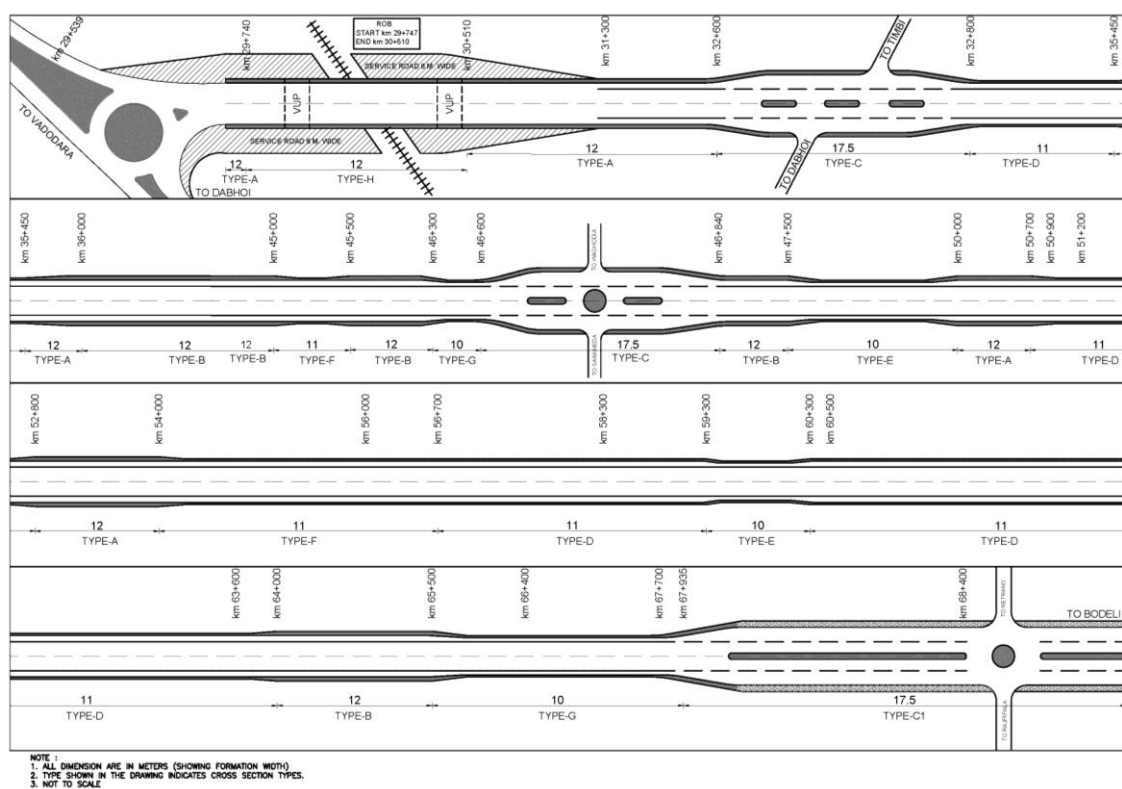 km 29+539
km 29+740
ROB
START km 29+747
END km 30+510
km 30+510
km 31+300
km 32+600
TO TIMBI
km 32+800
km 35+450
SERVICE ROAD 6 M. WIDE
VUP
VUP
TO VADODARA
SERVICE ROAD 6 M. WIDE
TO DABHOI
12
TYPE-A
12
TYPE-H
12
TYPE-A
17.5
TYPE-C
TO DABHOI
11
TYPE-D
km 35+450
km 36+000
km 45+000
km 45+500
km 46+300
km 46+600
TO WAGHODIA
km 46+840
km 47+500
km 50+000
km 50+700
km 50+900
km 51+200
12
TYPE-A
12
TYPE-B
12
TYPE-B
11
TYPE-F
12
TYPE-B
10
TYPE-G
17.5
TYPE-C
12
TYPE-B
10
TYPE-E
12
TYPE-A
11
TYPE-D
km 52+800
km 54+000
km 56+000
km 56+700
km 58+300
km 59+300
km 60+300
km 60+500
12
TYPE-A
11
TYPE-F
11
TYPE-D
10
TYPE-E
11
TYPE-D
km 63+600
km 64+000
km 65+500
km 66+400
km 67+700
km 67+935
km 68+400
TO NETRANG
TO BODELI
11
TYPE-D
12
TYPE-B
10
TYPE-G
17.5
TYPE-C1
TO RAJPIPALA
NOTE :
1. ALL DIMENSION ARE IN METERS (SHOWING FORMATION WIDTH)
2. TYPE SHOWN IN THE DRAWING INDICATES CROSS SECTION TYPES.
3. NOT TO SCALE